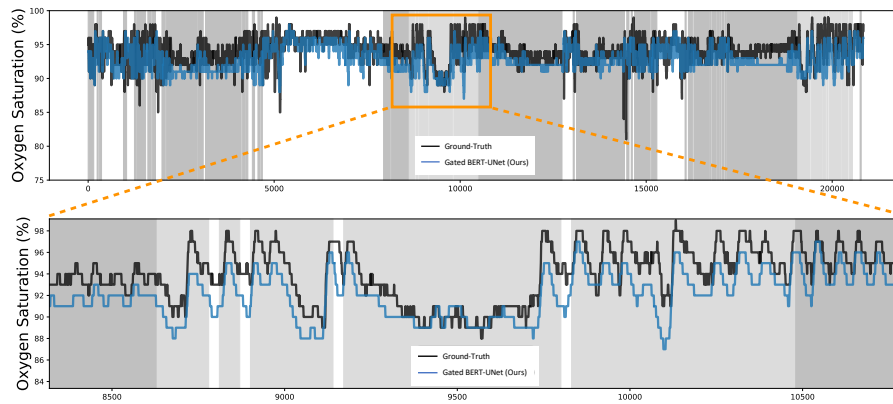 100
95
90
85
80
75
Oxygen Saturation (%)
Ground-Truth
Gated BERT-UNet (Ours)
0 5000 10000 15000 20000
98
96
94
92
90
88
86
84
Oxygen Saturation (%)
Ground-Truth
Gated BERT-UNet (Ours)
8500 9000 9500 10000 10500